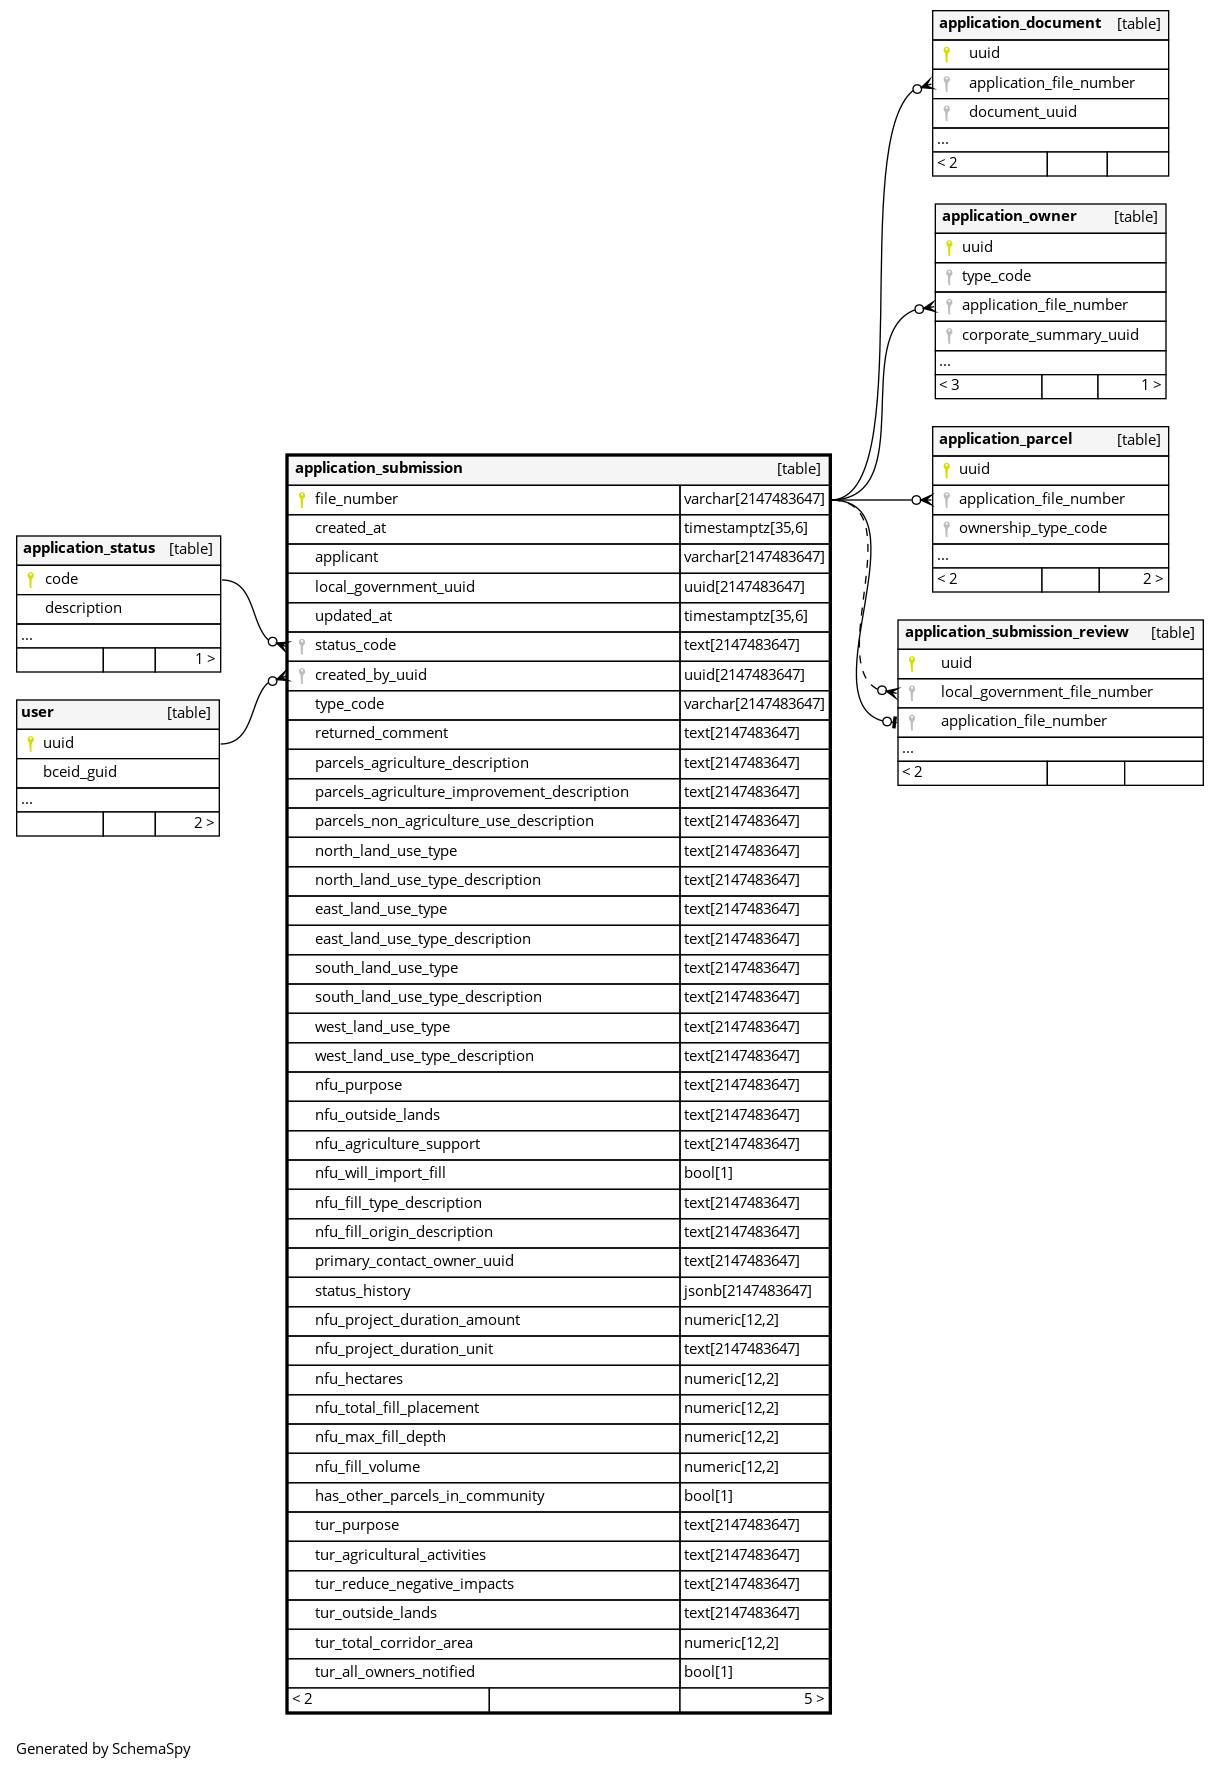 application_document [table]
uuid
application_file_number
document_uuid
...
< 2
application_owner [table]
uuid
type_code
application_file_number
corporate_summary_uuid
...
< 3 1 >
application_parcel [table]
uuid
application_file_number
ownership_type_code
...
< 2 2 >
application_submission_review [table]
uuid
local_government_file_number
application_file_number
...
< 2
application_status [table]
code
description
...
1 >
user [table]
uuid
bceid_guid
...
2 >
application_submission [table]
file_number varchar[2147483647]
created_at timestamptz[35,6]
applicant varchar[2147483647]
local_government_uuid uuid[2147483647]
updated_at timestamptz[35,6]
status_code text[2147483647]
created_by_uuid uuid[2147483647]
type_code varchar[2147483647]
returned_comment text[2147483647]
parcels_agriculture_description text[2147483647]
parcels_agriculture_improvement_description text[2147483647]
parcels_non_agriculture_use_description text[2147483647]
north_land_use_type text[2147483647]
north_land_use_type_description text[2147483647]
east_land_use_type text[2147483647]
east_land_use_type_description text[2147483647]
south_land_use_type text[2147483647]
south_land_use_type_description text[2147483647]
west_land_use_type text[2147483647]
west_land_use_type_description text[2147483647]
nfu_purpose text[2147483647]
nfu_outside_lands text[2147483647]
nfu_agriculture_support text[2147483647]
nfu_will_import_fill bool[1]
nfu_fill_type_description text[2147483647]
nfu_fill_origin_description text[2147483647]
primary_contact_owner_uuid text[2147483647]
status_history jsonb[2147483647]
nfu_project_duration_amount numeric[12,2]
nfu_project_duration_unit text[2147483647]
nfu_hectares numeric[12,2]
nfu_total_fill_placement numeric[12,2]
nfu_max_fill_depth numeric[12,2]
nfu_fill_volume numeric[12,2]
has_other_parcels_in_community bool[1]
tur_purpose text[2147483647]
tur_agricultural_activities text[2147483647]
tur_reduce_negative_impacts text[2147483647]
tur_outside_lands text[2147483647]
tur_total_corridor_area numeric[12,2]
tur_all_owners_notified bool[1]
< 2 5 >
Generated by SchemaSpy